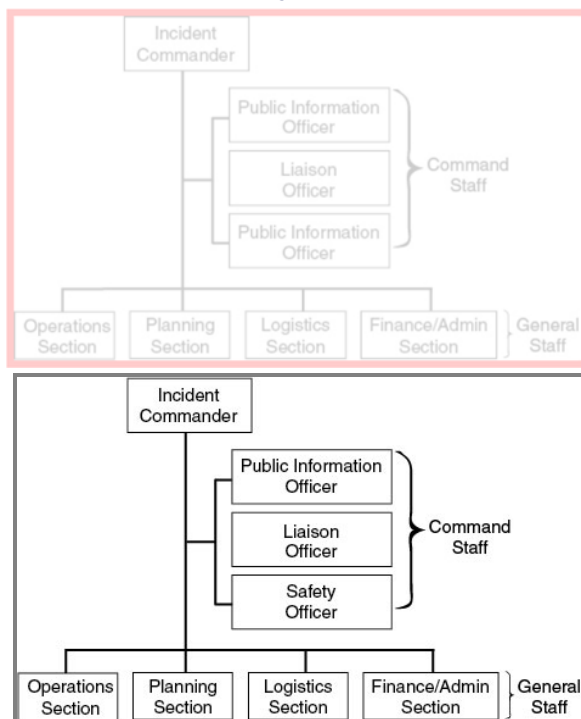 Incident
Commander
Public Information
Officer
Liaison
Officer
Public Information
Officer
Command
Staff
Operations
Section
Planning
Section
Logistics
Section
Finance/Admin
Section
General
Staff
Incident
Commander
Public Information
Officer
Liaison
Officer
Safety
Officer
Command
Staff
Operations
Section
Planning
Section
Logistics
Section
Finance/Admin
Section
General
Staff